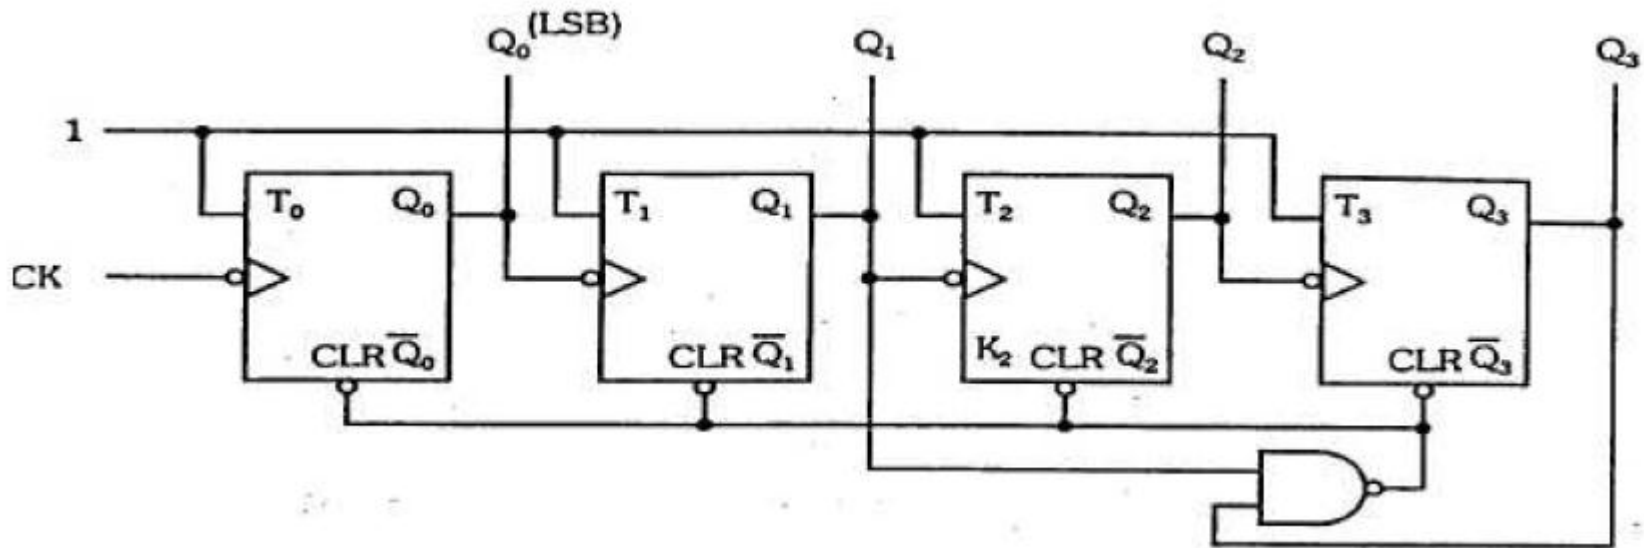 Q₀ (LSB) Q₁ Q₂ Q₃
1
T₀ Q₀ T₁ Q₁ T₂ Q₂ T₃ Q₃
CK
CLR Q̅₀ CLR Q̅₁ K₂ CLR Q̅₂ CLR Q̅₃